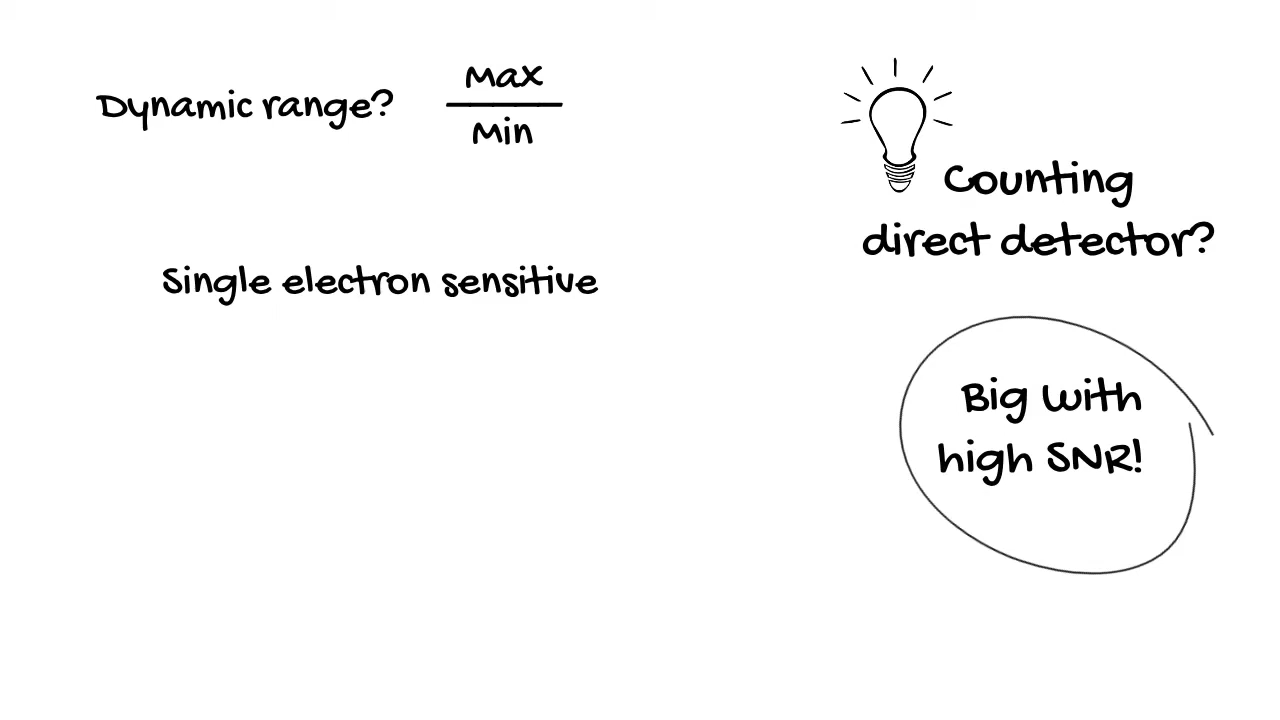 Dynamic range?
Max
Min
Single electron sensitive
Counting
direct detector?
Big with
high SNR!